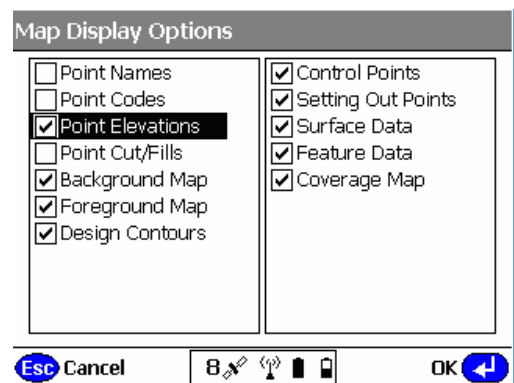 Map Display Options
Point Names
Point Codes
Point Elevations
Point Cut/Fills
Background Map
Foreground Map
Design Contours
Control Points
Setting Out Points
Surface Data
Feature Data
Coverage Map
Esc Cancel
8
OK